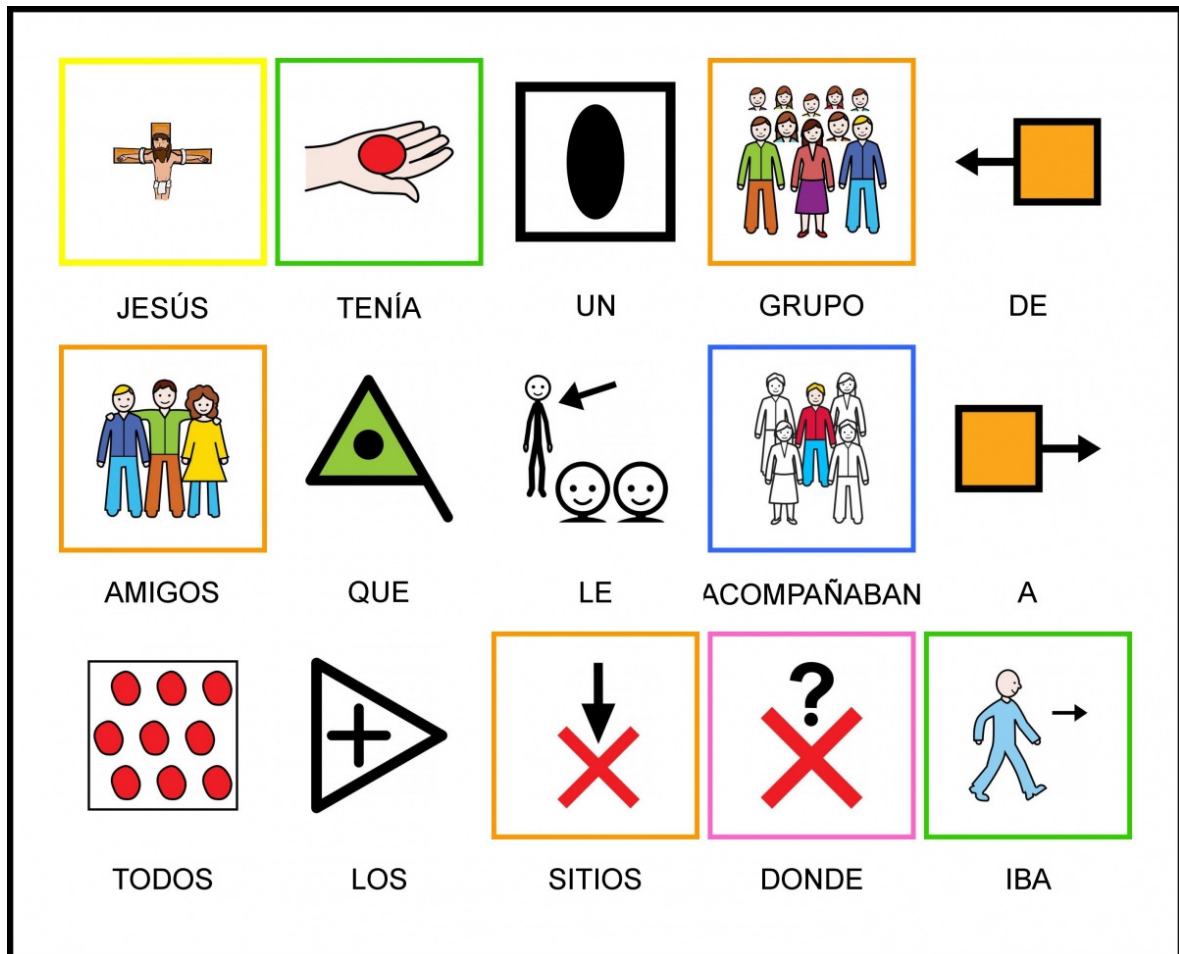 JESÚS TENÍA UN GRUPO DE
AMIGOS QUE LE ACOMPAÑABAN A
TODOS LOS SITIOS DONDE IBA